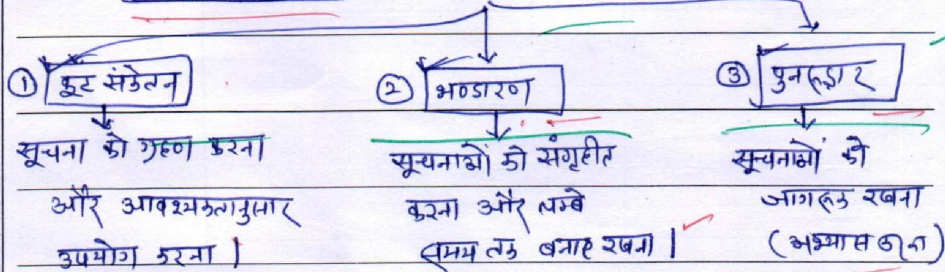 ① कूट संकेतन
सूचना को ग्रहण करना
और आवश्यकतानुसार
उपयोग करना |
② भण्डारण
सूचनाओं को संगृहीत
करना और लम्बे
समय तक बनाए रखना |
③ पुनरूद्धार
सूचनाओं को
जागरूक रखना
(अभ्यास करना)